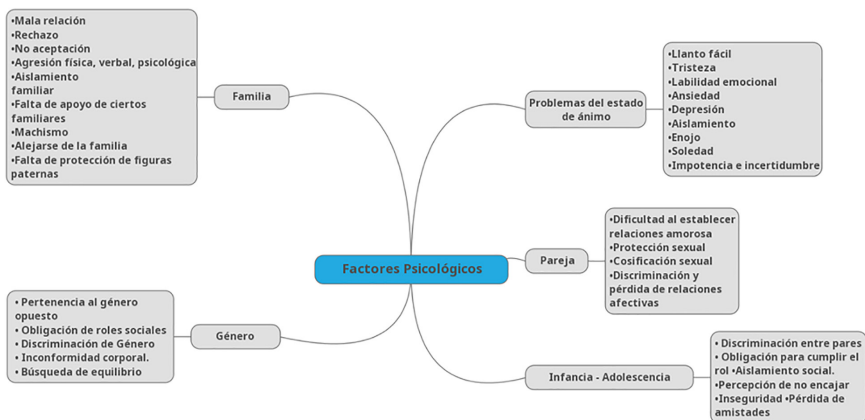 •Mala relación
•Rechazo
•No aceptación
•Agresión física, verbal, psicológica
•Aislamiento
familiar
•Falta de apoyo de ciertos
familiares
•Machismo
•Alejarse de la familia
•Falta de protección de figuras
paternas
Familia
Problemas del estado
de ánimo
•Llanto fácil
•Tristeza
•Labilidad emocional
•Ansiedad
•Depresión
•Aislamiento
•Enojo
•Soledad
•Impotencia e incertidumbre
Factores Psicológicos
Pareja
•Dificultad al establecer
relaciones amorosa
•Protección sexual
•Cosificación sexual
•Discriminación y
pérdida de relaciones
afectivas
• Pertenencia al género
opuesto
• Obligación de roles sociales
• Discriminación de Género
• Inconformidad corporal.
• Búsqueda de equilibrio
Género
Infancia - Adolescencia
• Discriminación entre pares
• Obligación para cumplir el
rol •Aislamiento social.
•Percepción de no encajar
•Inseguridad •Pérdida de
amistades